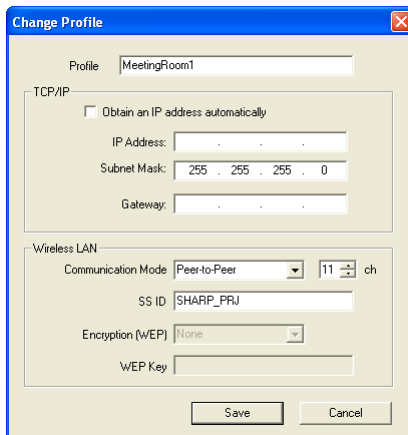 Change Profile
Profile MeetingRoom1
TCP/IP
Obtain an IP address automatically
IP Address: . . .
Subnet Mask: 255 . 255 . 255 . 0
Gateway: . . .
Wireless LAN
Communication Mode Peer-to-Peer 11 ch
SS ID SHARP_PRJ
Encryption (WEP) None
WEP Key
Save Cancel